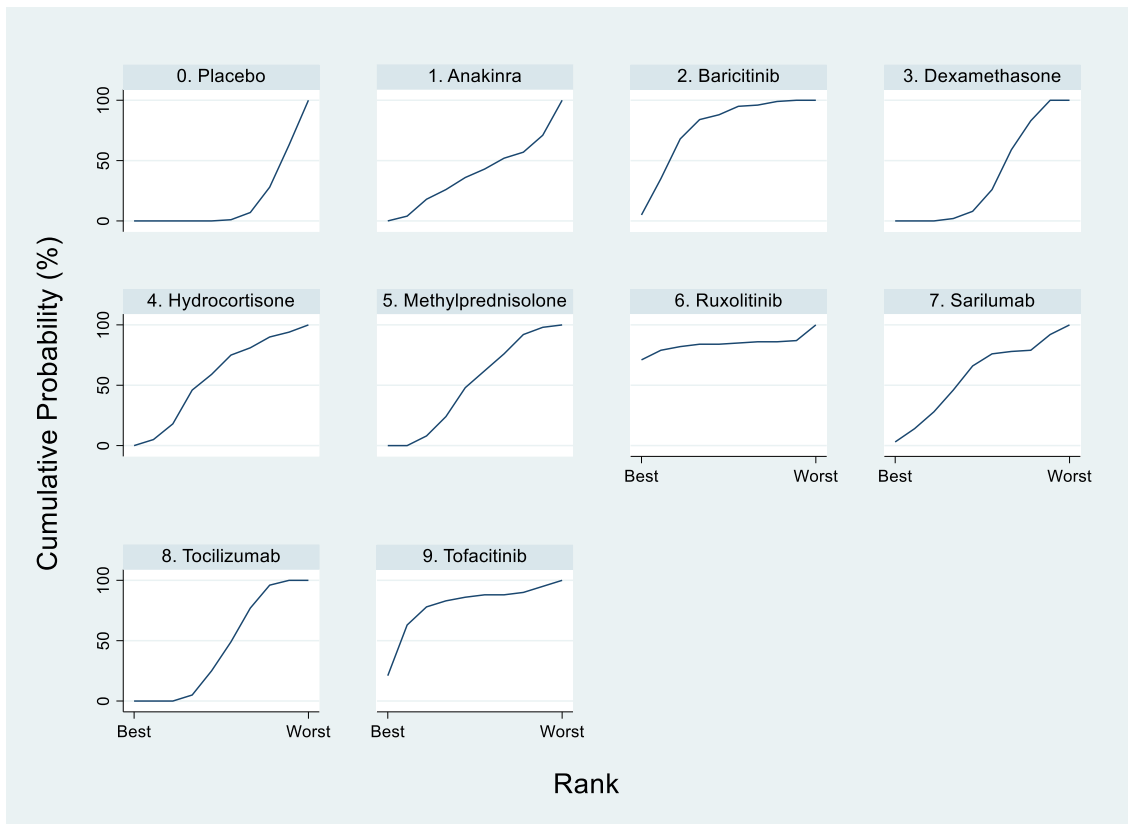 0. Placebo
1. Anakinra
2. Baricitinib
3. Dexamethasone
100
50
0
4. Hydrocortisone
5. Methylprednisolone
6. Ruxolitinib
7. Sarilumab
100
50
0
Best
Worst
Best
Worst
8. Tocilizumab
9. Tofacitinib
100
50
0
Best
Worst
Best
Worst
Cumulative Probability (%)
Rank